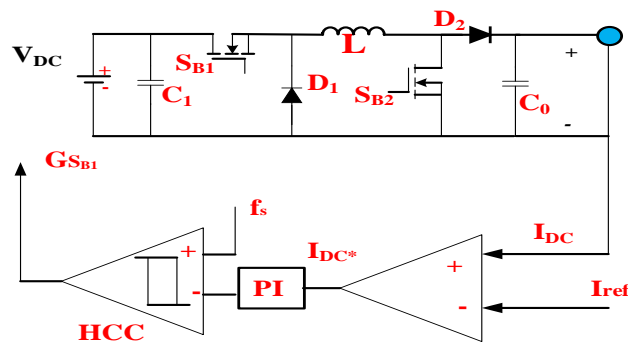 D2
VDC
+
-
C1
SB1
L
D1
SB2
C0
+
-
GSB1
fs
+
-
HCC
PI
IDC*
+
-
IDC
Iref